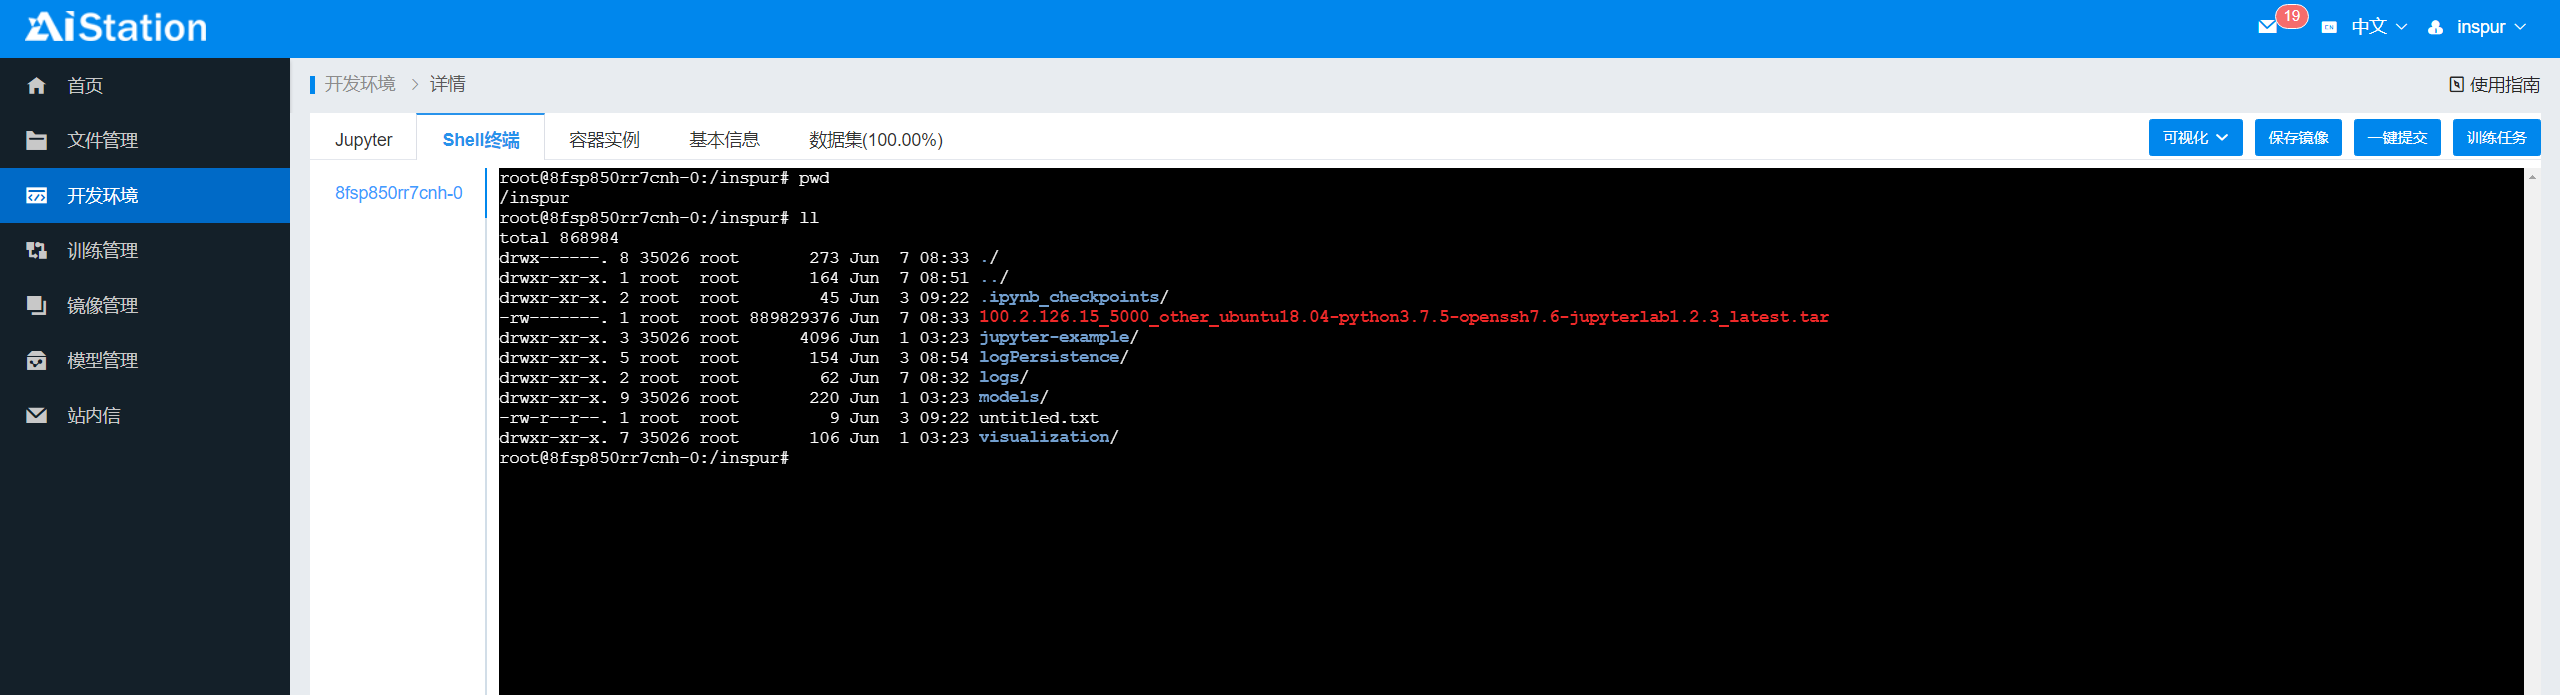 AiStation
19
EN
中文
inspur
首页
文件管理
开发环境
训练管理
镜像管理
模型管理
站内信
开发环境 > 详情
使用指南
Jupyter
Shell终端
容器实例
基本信息
数据集(100.00%)
可视化
保存镜像
一键提交
训练任务
8fsp850rr7cnh-0
root@8fsp850rr7cnh-0:/inspur# pwd
/inspur
root@8fsp850rr7cnh-0:/inspur# ll
total 868984
drwx------. 8 35026 root       273 Jun  7 08:33 ./
drwxr-xr-x. 1 root  root       164 Jun  7 08:51 ../
drwxr-xr-x. 2 root  root        45 Jun  3 09:22 .ipynb_checkpoints/
-rw-------. 1 root  root 889829376 Jun  7 08:33 100.2.126.15_5000_other_ubuntu18.04-python3.7.5-openssh7.6-jupyterlab1.2.3_latest.tar
drwxr-xr-x. 3 35026 root      4096 Jun  1 03:23 jupyter-example/
drwxr-xr-x. 5 root  root       154 Jun  3 08:54 logPersistence/
drwxr-xr-x. 2 root  root        62 Jun  7 08:32 logs/
drwxr-xr-x. 9 35026 root       220 Jun  1 03:23 models/
-rw-r--r--. 1 root  root         9 Jun  3 09:22 untitled.txt
drwxr-xr-x. 7 35026 root       106 Jun  1 03:23 visualization/
root@8fsp850rr7cnh-0:/inspur#